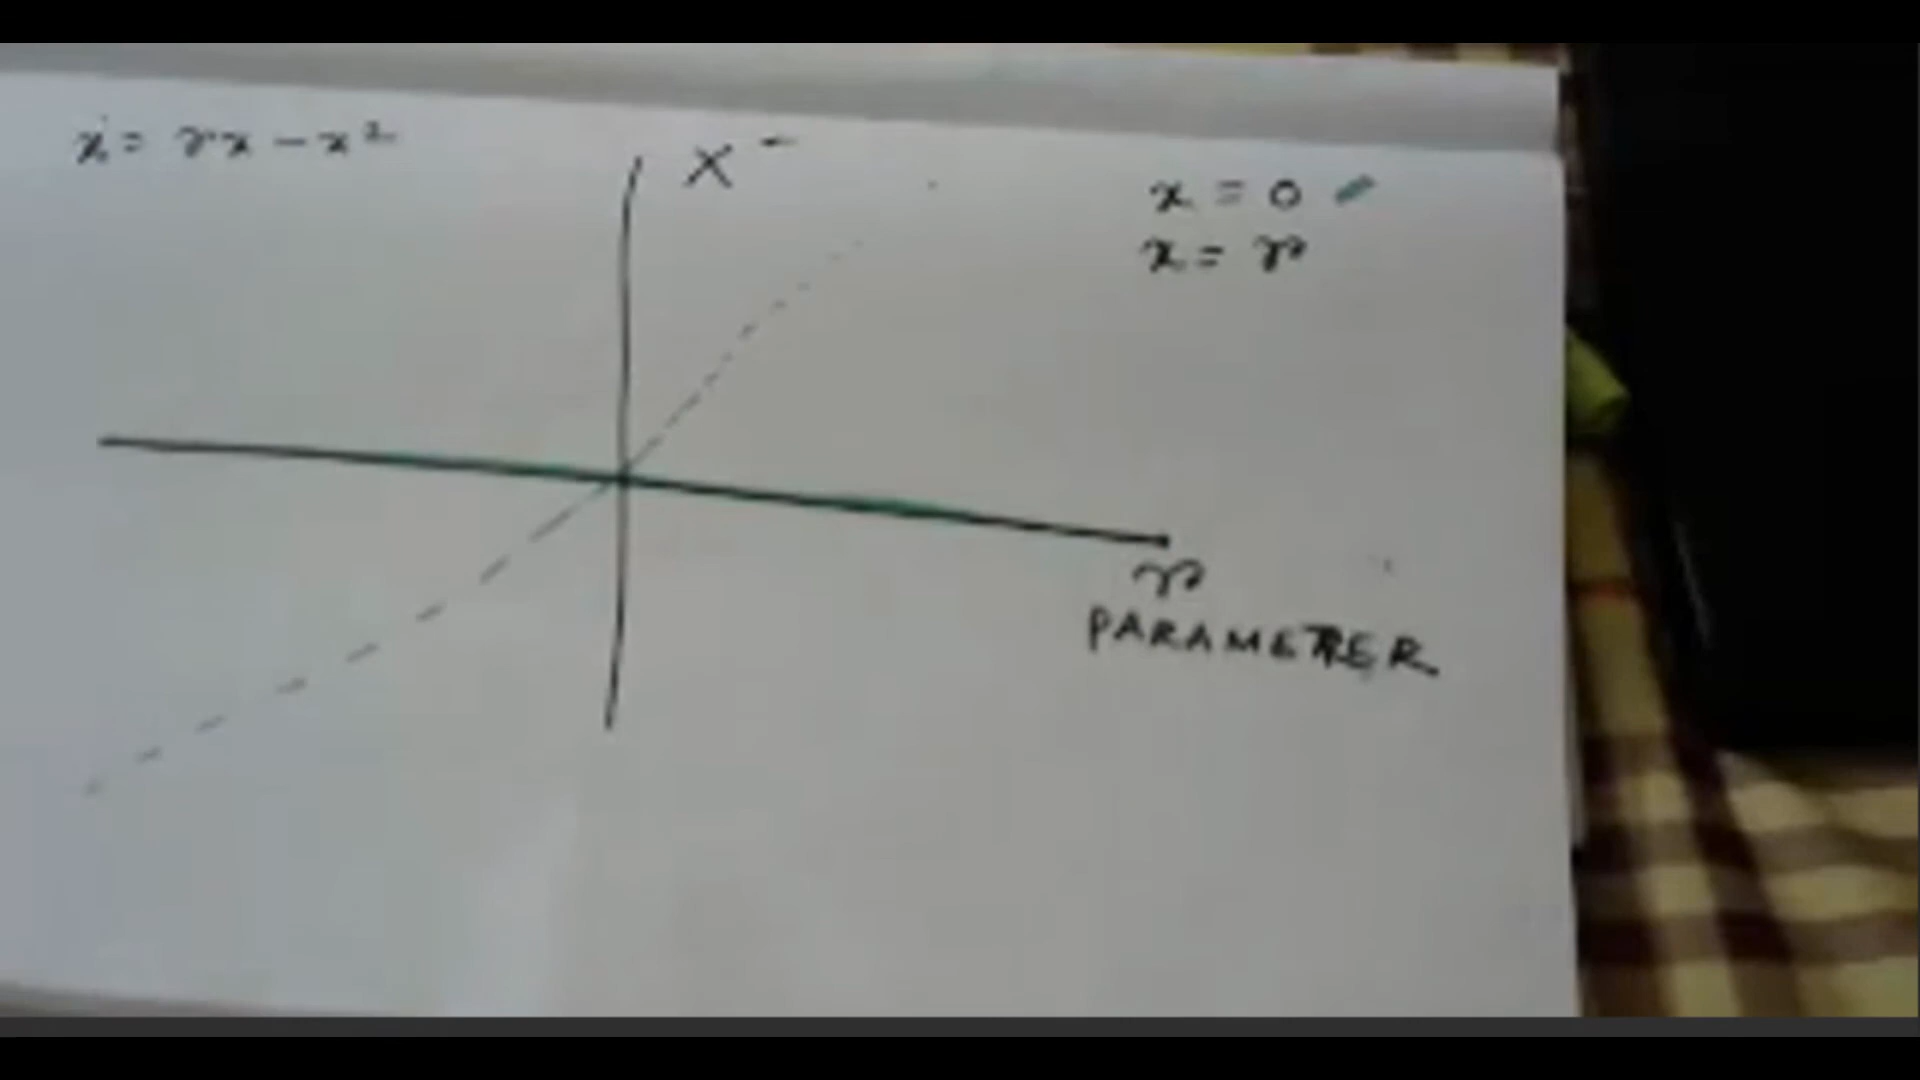 ẋ = rx - x²
X
x = 0
x = r
r
PARAMETER